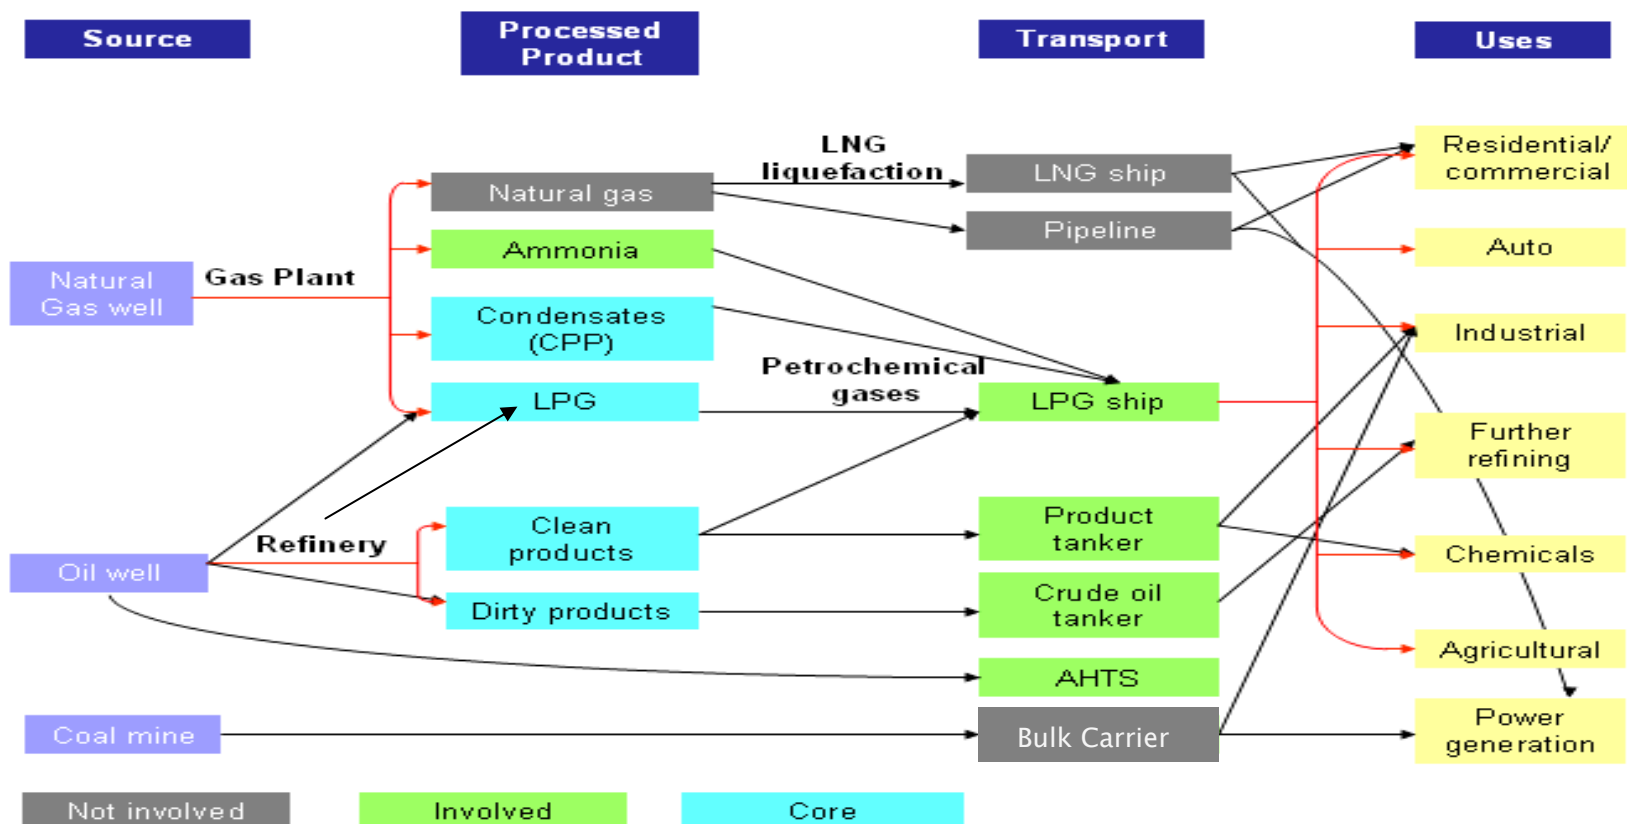 Source
Processed
Product
Transport
Uses
LNG
liquefaction
Residential/
commercial
Natural gas
LNG ship
Pipeline
Ammonia
Auto
Natural
Gas well
Gas Plant
Condensates
(CPP)
Industrial
Petrochemical
gases
LPG
LPG ship
Further
refining
Refinery
Clean
products
Product
tanker
Oil well
Chemicals
Dirty products
Crude oil
tanker
Agricultural
AHTS
Coal mine
Bulk Carrier
Power
generation
Not involved
Involved
Core